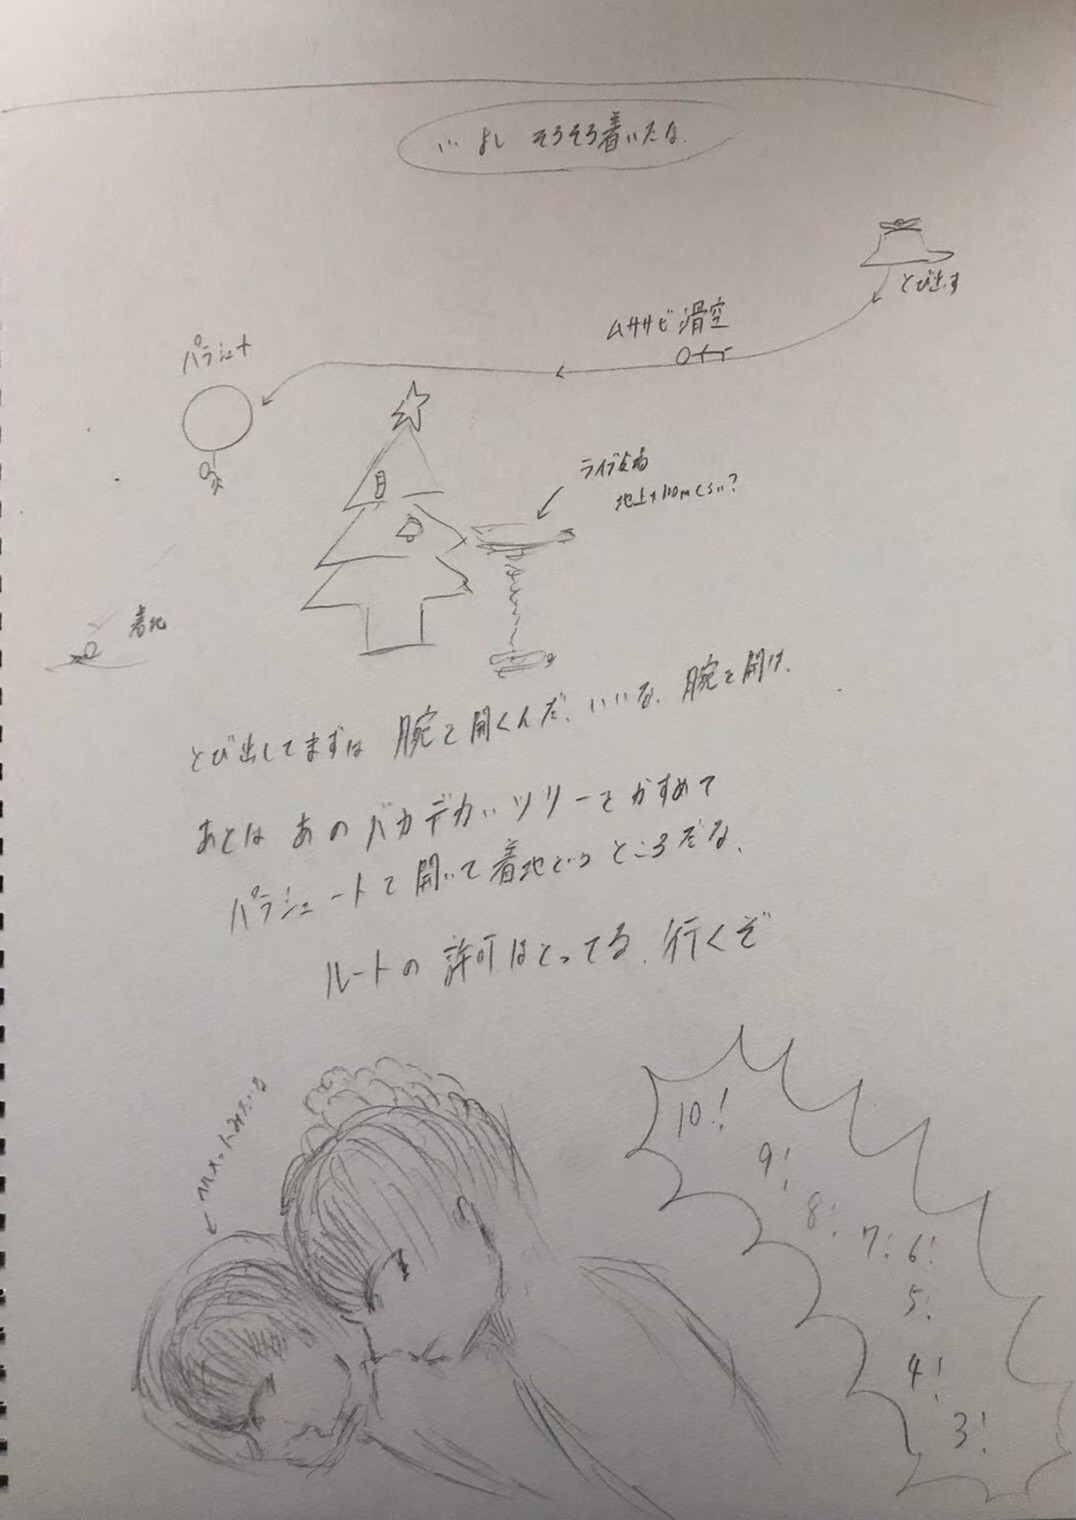 よし そろそろ着いたな
とび出す
ムササビ滑空
パラシュート
ライブ会場
地上100mくらい?
着地
とび出してまずは 腕を開くんだ、いいな、腕を開け、
あとは あの バカデカいツリーをかすめて
パラシュートを開いて着地といったところだな、
ルートの許可はとってる、行くぞ
ヘルメットみたいな
10!
9!
8!
7! 6!
5!
4!
3!